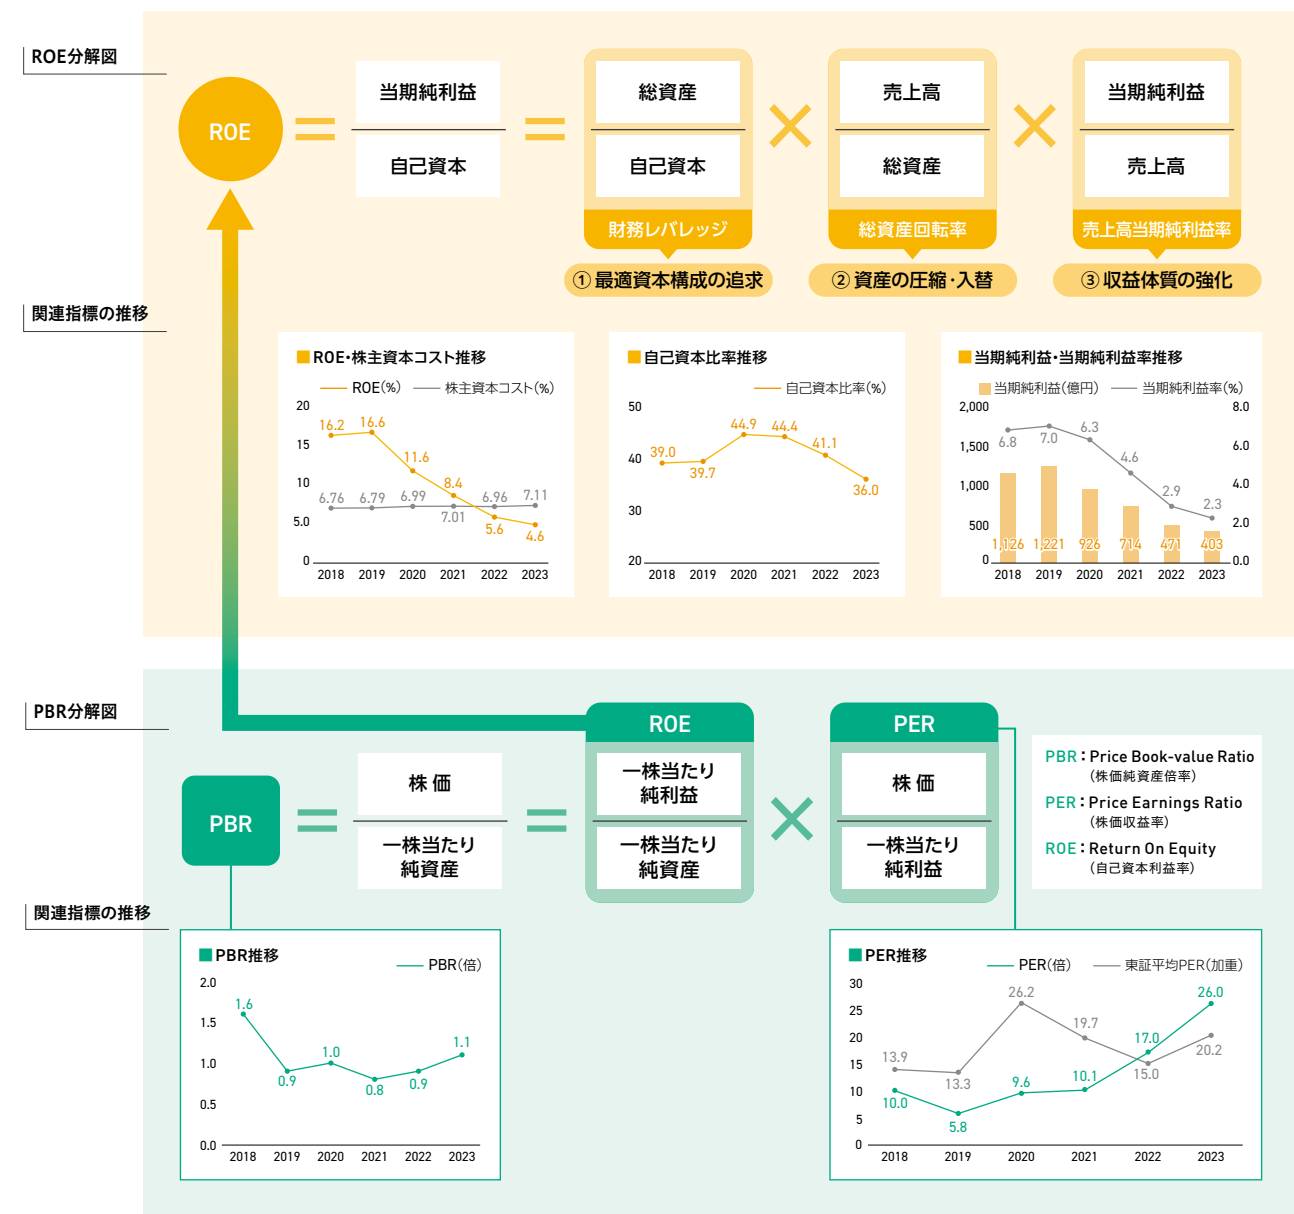 ROE分解図
ROE
=
当期純利益
自己資本
=
総資産
自己資本
財務レバレッジ
①最適資本構成の追求
×
売上高
総資産
総資産回転率
②資産の圧縮・入替
×
当期純利益
売上高
売上高当期純利益率
③収益体質の強化
関連指標の推移
■ROE・株主資本コスト推移
ROE(%) 株主資本コスト(%)
20
15
10
5.0
0
16.2 16.6 11.6 8.4 5.6 4.6
6.76 6.79 6.99 7.01 6.96 7.11
2018 2019 2020 2021 2022 2023
■自己資本比率推移
自己資本比率(%)
50
40
30
20
39.0 39.7 44.9 44.4 41.1 36.0
2018 2019 2020 2021 2022 2023
■当期純利益・当期純利益率推移
当期純利益(億円) 当期純利益率(%)
2,000 8.0
1,500 6.0
1,000 4.0
500 2.0
0 0.0
6.8 7.0 6.3 4.6 2.9 2.3
1,126 1,221 926 714 471 403
2018 2019 2020 2021 2022 2023
PBR分解図
PBR
=
株価
一株当たり
純資産
=
ROE
一株当たり
純利益
一株当たり
純資産
×
PER
株価
一株当たり
純利益
PBR：Price Book-value Ratio
（株価純資産倍率）
PER：Price Earnings Ratio
（株価収益率）
ROE：Return On Equity
（自己資本利益率）
関連指標の推移
■PBR推移
PBR(倍)
2.0
1.5
1.0
0.5
0.0
1.6 0.9 1.0 0.8 0.9 1.1
2018 2019 2020 2021 2022 2023
■PER推移
PER(倍) 東証平均PER(加重)
30
25
20
15
10
5
0
13.9 13.3 26.2 19.7 15.0 20.2
10.0 5.8 9.6 10.1 17.0 26.0
2018 2019 2020 2021 2022 2023